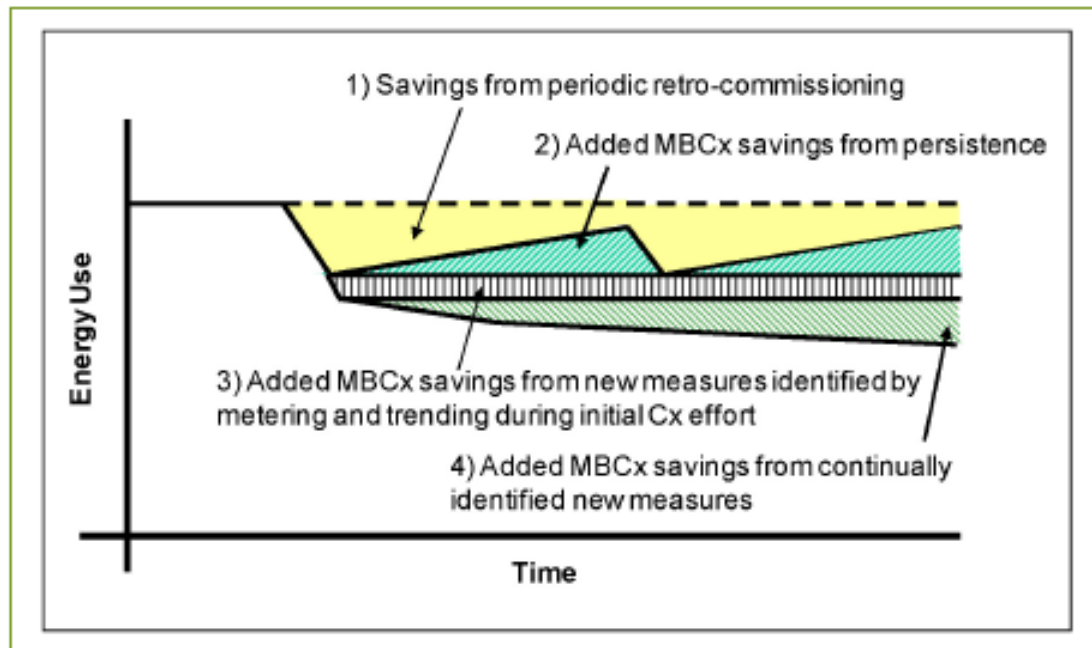 1) Savings from periodic retro-commissioning
2) Added MBCx savings from persistence
Energy Use
3) Added MBCx savings from new measures identified by
metering and trending during initial Cx effort
4) Added MBCx savings from continually
identified new measures
Time